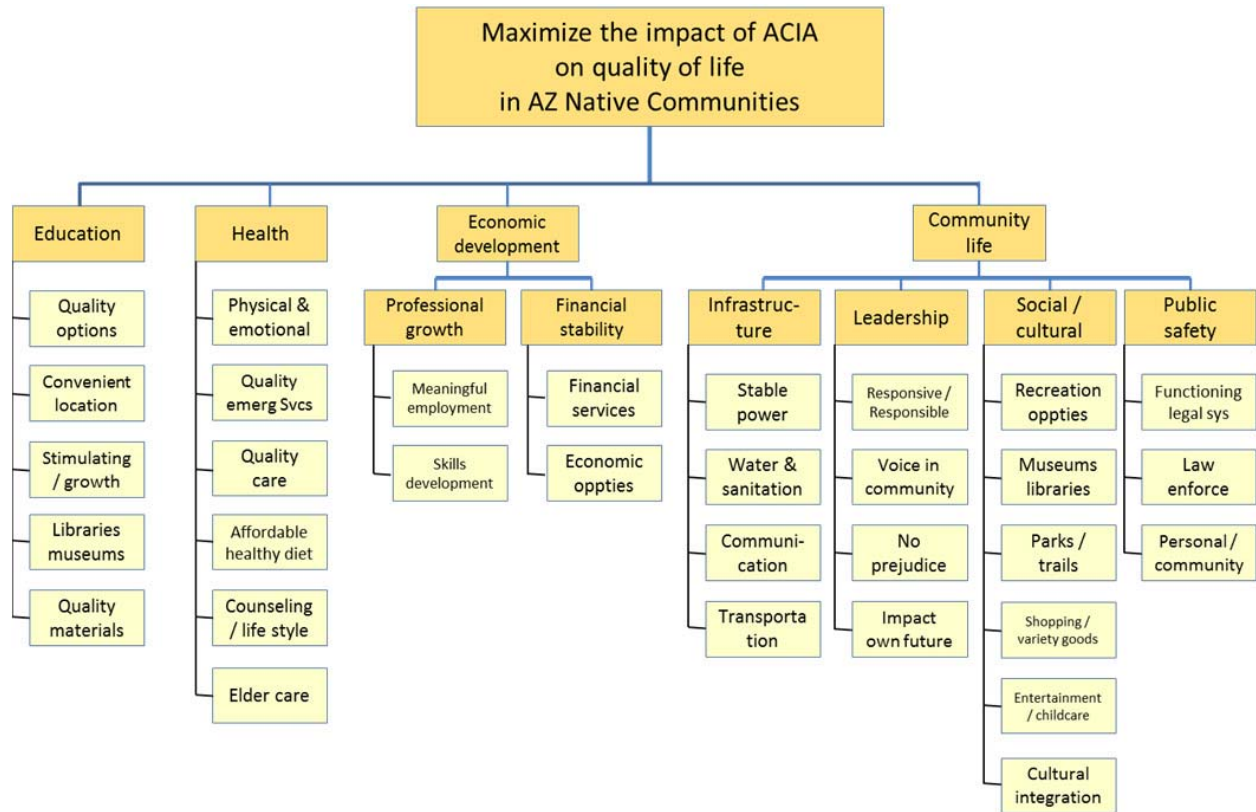 Maximize the impact of ACIA
on quality of life
in AZ Native Communities
Education
Health
Economic
development
Community
life
Quality
options
Convenient
location
Stimulating
/ growth
Libraries
museums
Quality
materials
Physical &
emotional
Quality
emerg Svcs
Quality
care
Affordable
healthy diet
Counseling
/ life style
Elder care
Professional
growth
Meaningful
employment
Skills
development
Financial
stability
Financial
services
Economic
oppties
Infrastruc-
ture
Stable
power
Water &
sanitation
Communi-
cation
Transporta
tion
Leadership
Responsive /
Responsible
Voice in
community
No
prejudice
Impact
own future
Social /
cultural
Recreation
oppties
Museums
libraries
Parks /
trails
Shopping /
variety goods
Entertainment
/ childcare
Cultural
integration
Public
safety
Functioning
legal sys
Law
enforce
Personal /
community